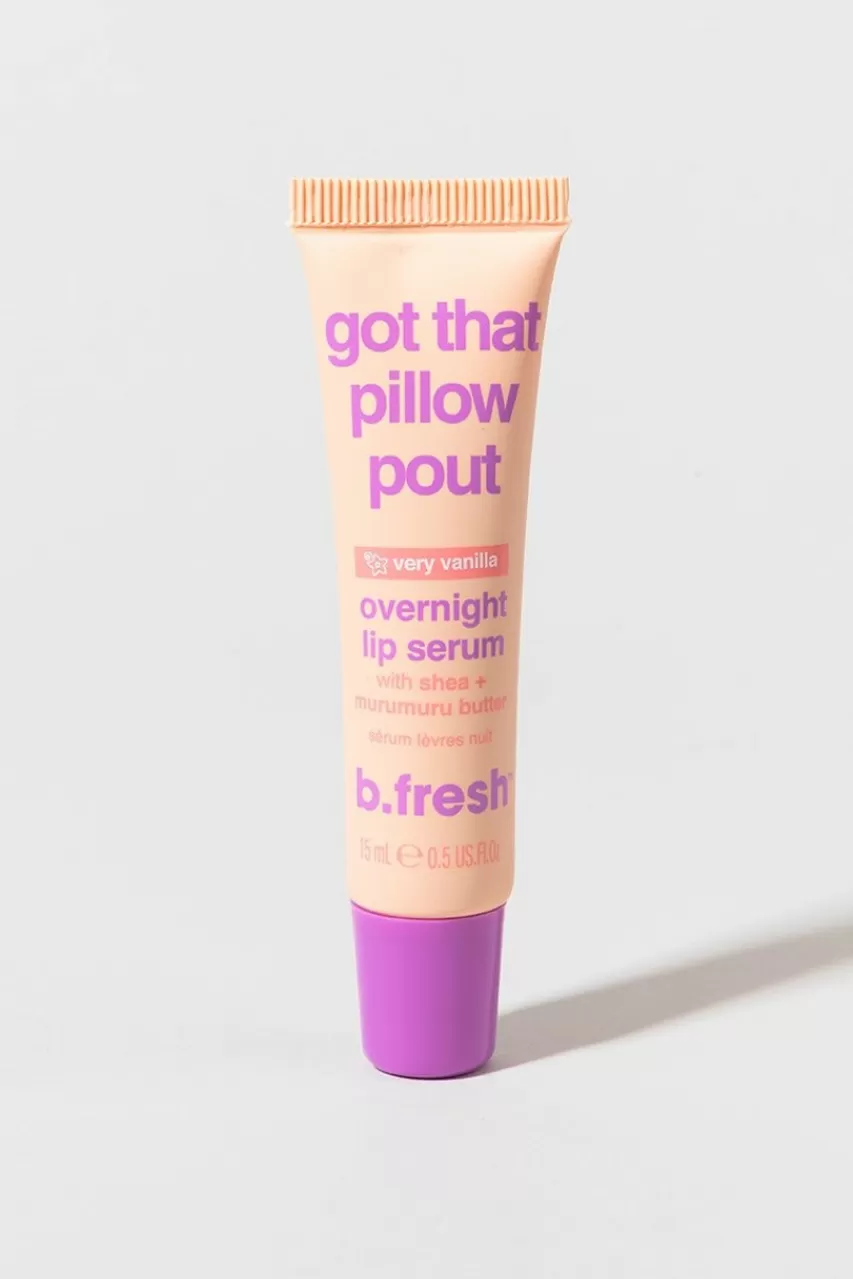 got that
pillow
pout
very vanilla
overnight
lip serum
with shea +
murumuru butter
sérum lèvres nuit
b.fresh™
15 mL ℮ 0.5 US.Fl.Oz